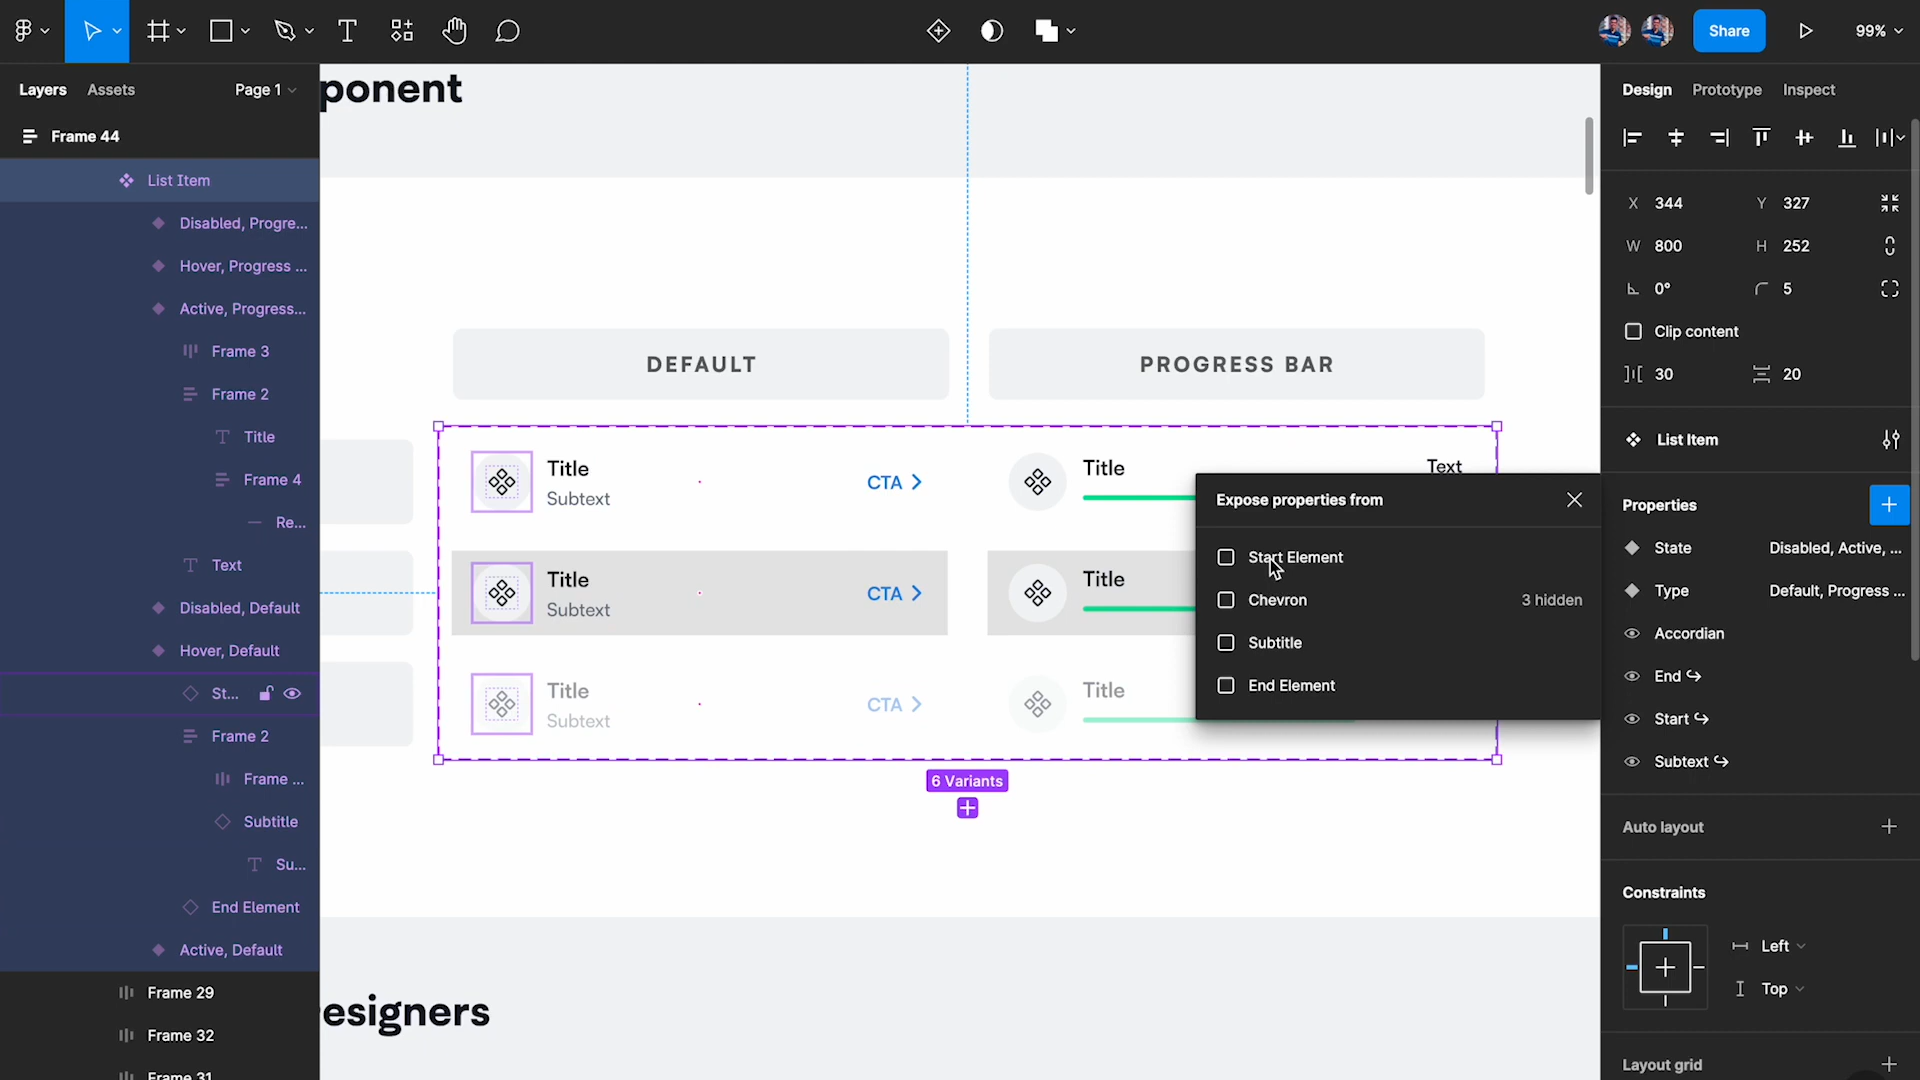 Share
99%
Layers
Assets
Page 1
Frame 44
List Item
Disabled, Progre...
Hover, Progress ...
Active, Progress...
Frame 3
Frame 2
Title
Frame 4
Re...
Text
Disabled, Default
Hover, Default
St...
Frame 2
Frame ...
Subtitle
Su...
End Element
Active, Default
Frame 29
Frame 32
Frame 31
ponent
DEFAULT
PROGRESS BAR
Title
Subtext
CTA
Title
Text
Title
Subtext
CTA
Title
Title
Subtext
CTA
Title
6 Variants
esigners
Expose properties from
Start Element
Chevron
3 hidden
Subtitle
End Element
Design
Prototype
Inspect
X 344
Y 327
W 800
H 252
0°
5
Clip content
30
20
List Item
Properties
State
Disabled, Active, ...
Type
Default, Progress ...
Accordian
End
Start
Subtext
Auto layout
Constraints
Left
Top
Layout grid